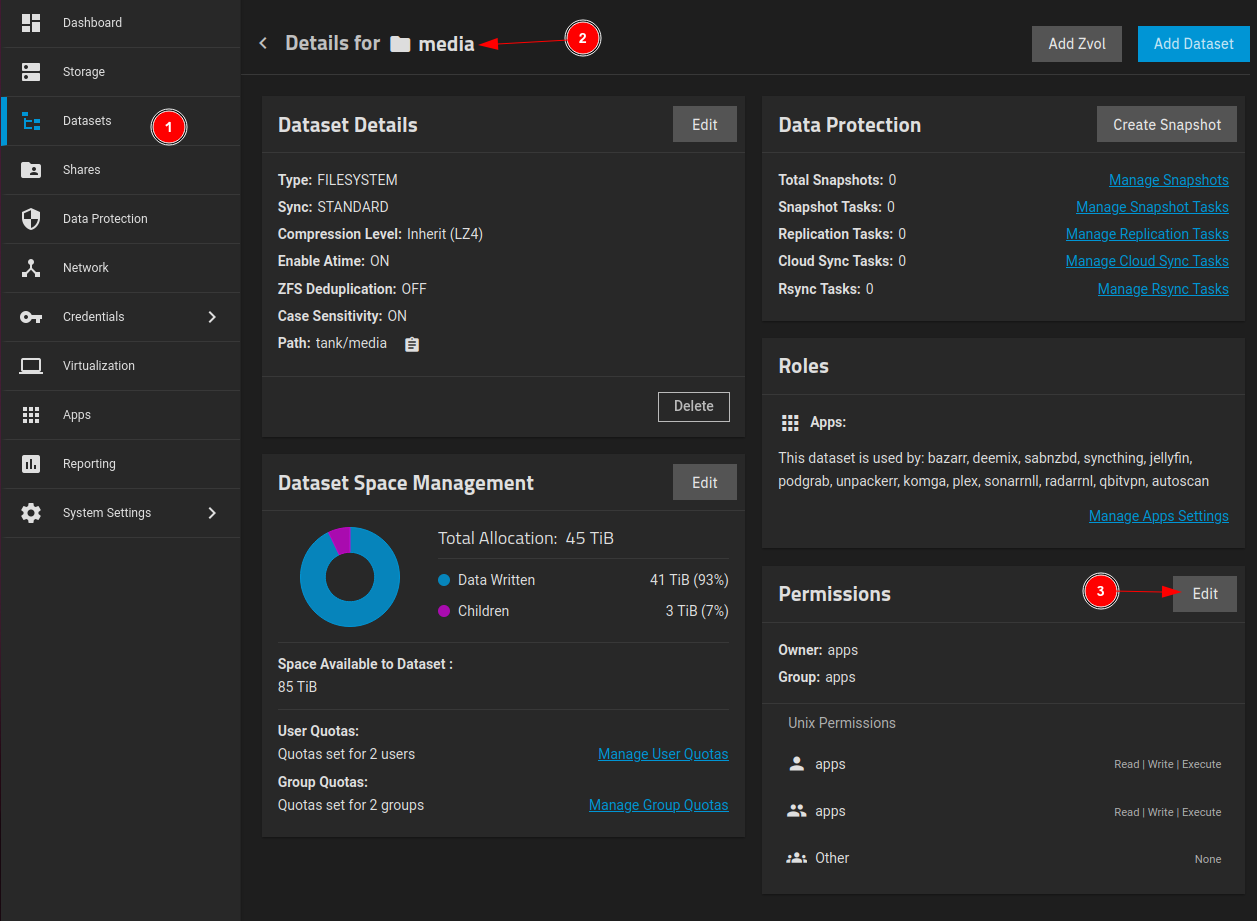 Dashboard
Storage
Datasets
1
Shares
Data Protection
Network
Credentials
Virtualization
Apps
Reporting
System Settings
Details for media
2
Add Zvol
Add Dataset
Dataset Details
Edit
Type: FILESYSTEM
Sync: STANDARD
Compression Level: Inherit (LZ4)
Enable Atime: ON
ZFS Deduplication: OFF
Case Sensitivity: ON
Path: tank/media
Delete
Dataset Space Management
Edit
Total Allocation: 45 TiB
Data Written 41 TiB (93%)
Children 3 TiB (7%)
Space Available to Dataset :
85 TiB
User Quotas:
Quotas set for 2 users Manage User Quotas
Group Quotas:
Quotas set for 2 groups Manage Group Quotas
Data Protection
Create Snapshot
Total Snapshots: 0 Manage Snapshots
Snapshot Tasks: 0 Manage Snapshot Tasks
Replication Tasks: 0 Manage Replication Tasks
Cloud Sync Tasks: 0 Manage Cloud Sync Tasks
Rsync Tasks: 0 Manage Rsync Tasks
Roles
Apps:
This dataset is used by: bazarr, deemix, sabnzbd, syncthing, jellyfin,
podgrab, unpackerr, komga, plex, sonarrnll, radarrnl, qbitvpn, autoscan
Manage Apps Settings
Permissions
3
Edit
Owner: apps
Group: apps
Unix Permissions
apps Read | Write | Execute
apps Read | Write | Execute
Other None